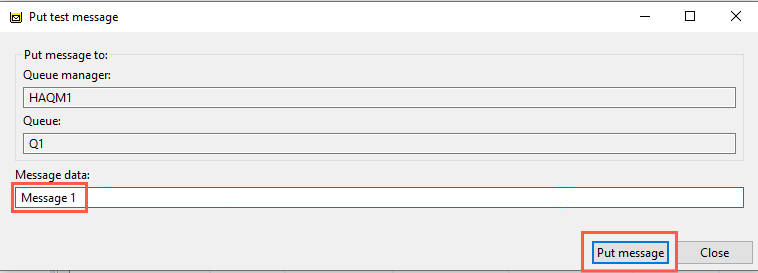 Put test message
Put message to:
Queue manager:
HAQM1
Queue:
Q1
Message data:
Message 1
Put message
Close